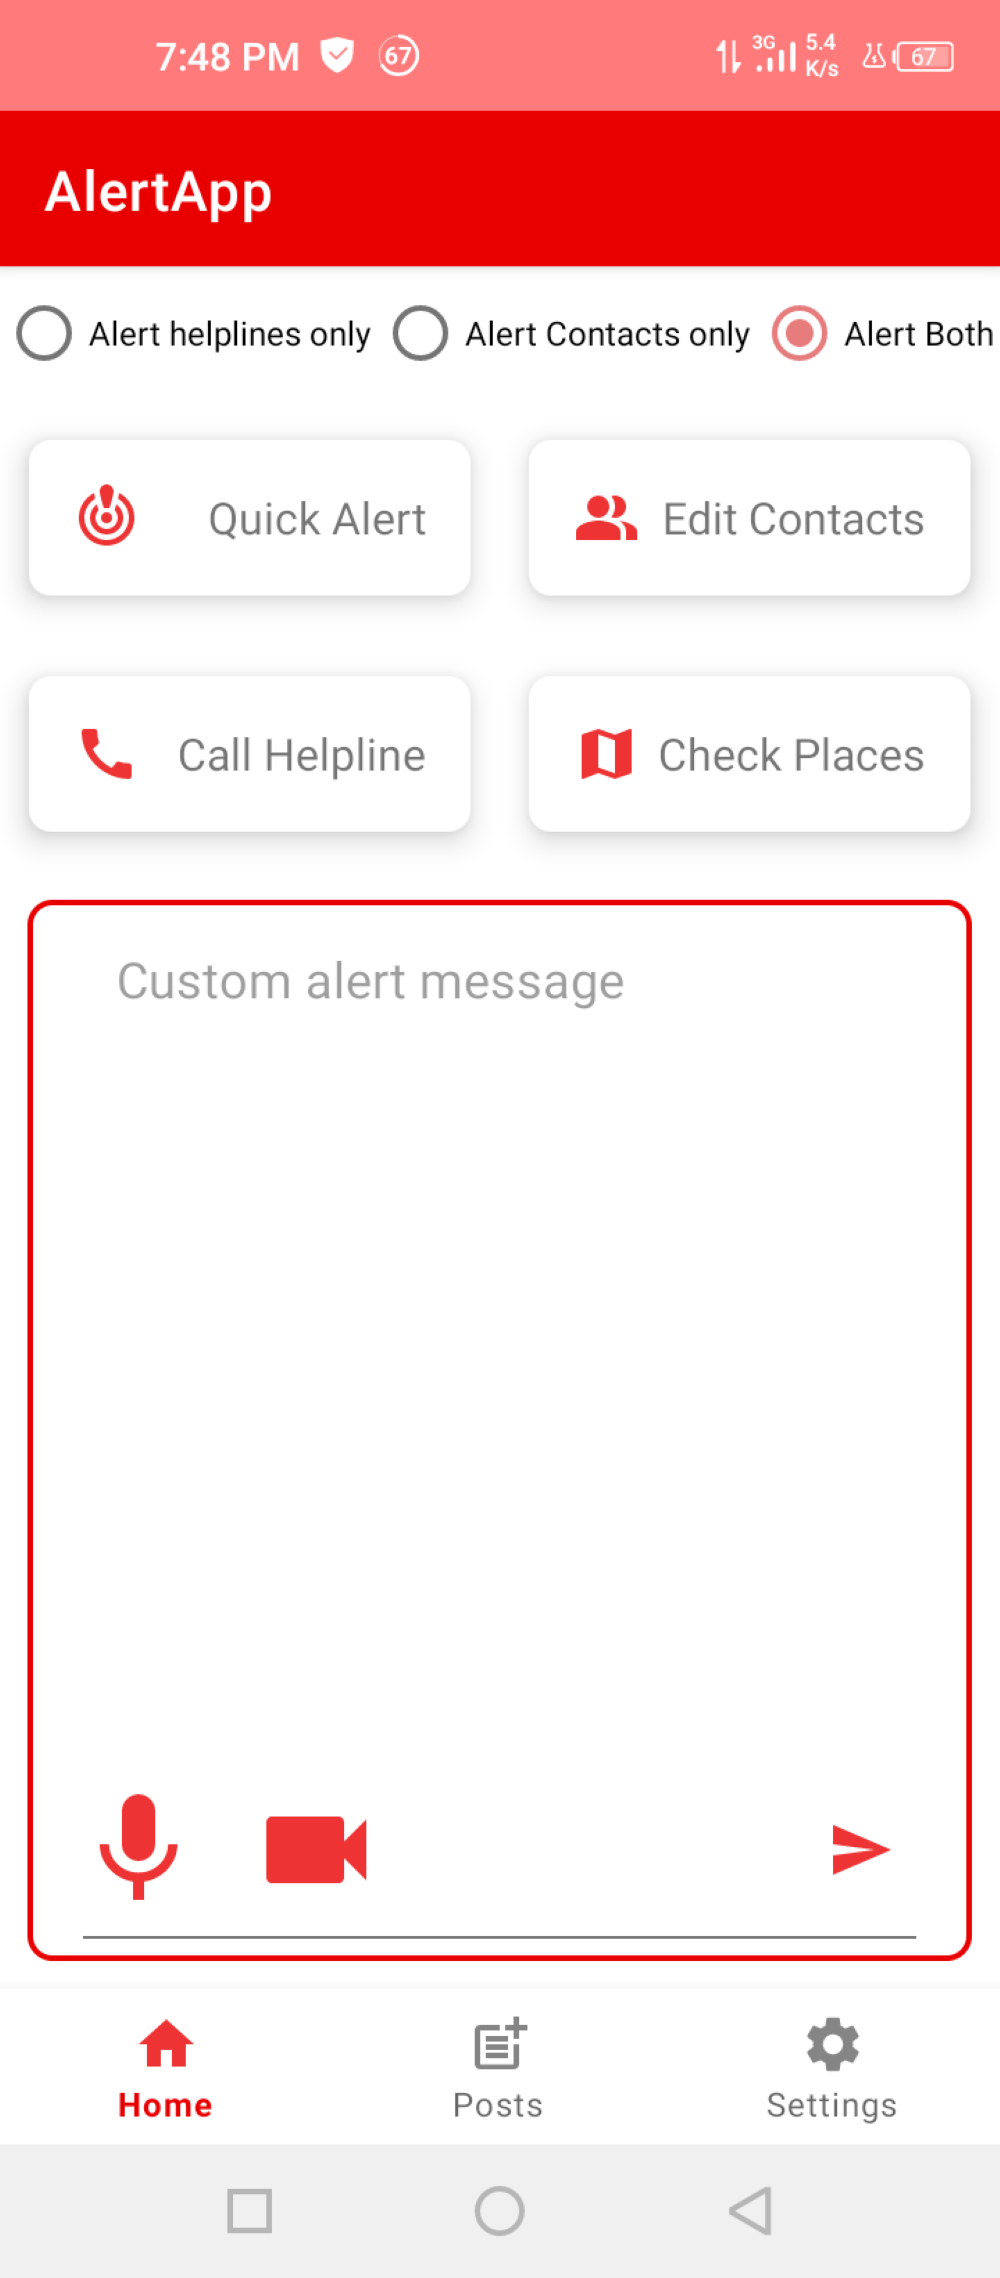 7:48 PM 67 3G 5.4 K/s 67
AlertApp
Alert helplines only Alert Contacts only Alert Both
Quick Alert Edit Contacts
Call Helpline Check Places
Custom alert message
Home Posts Settings